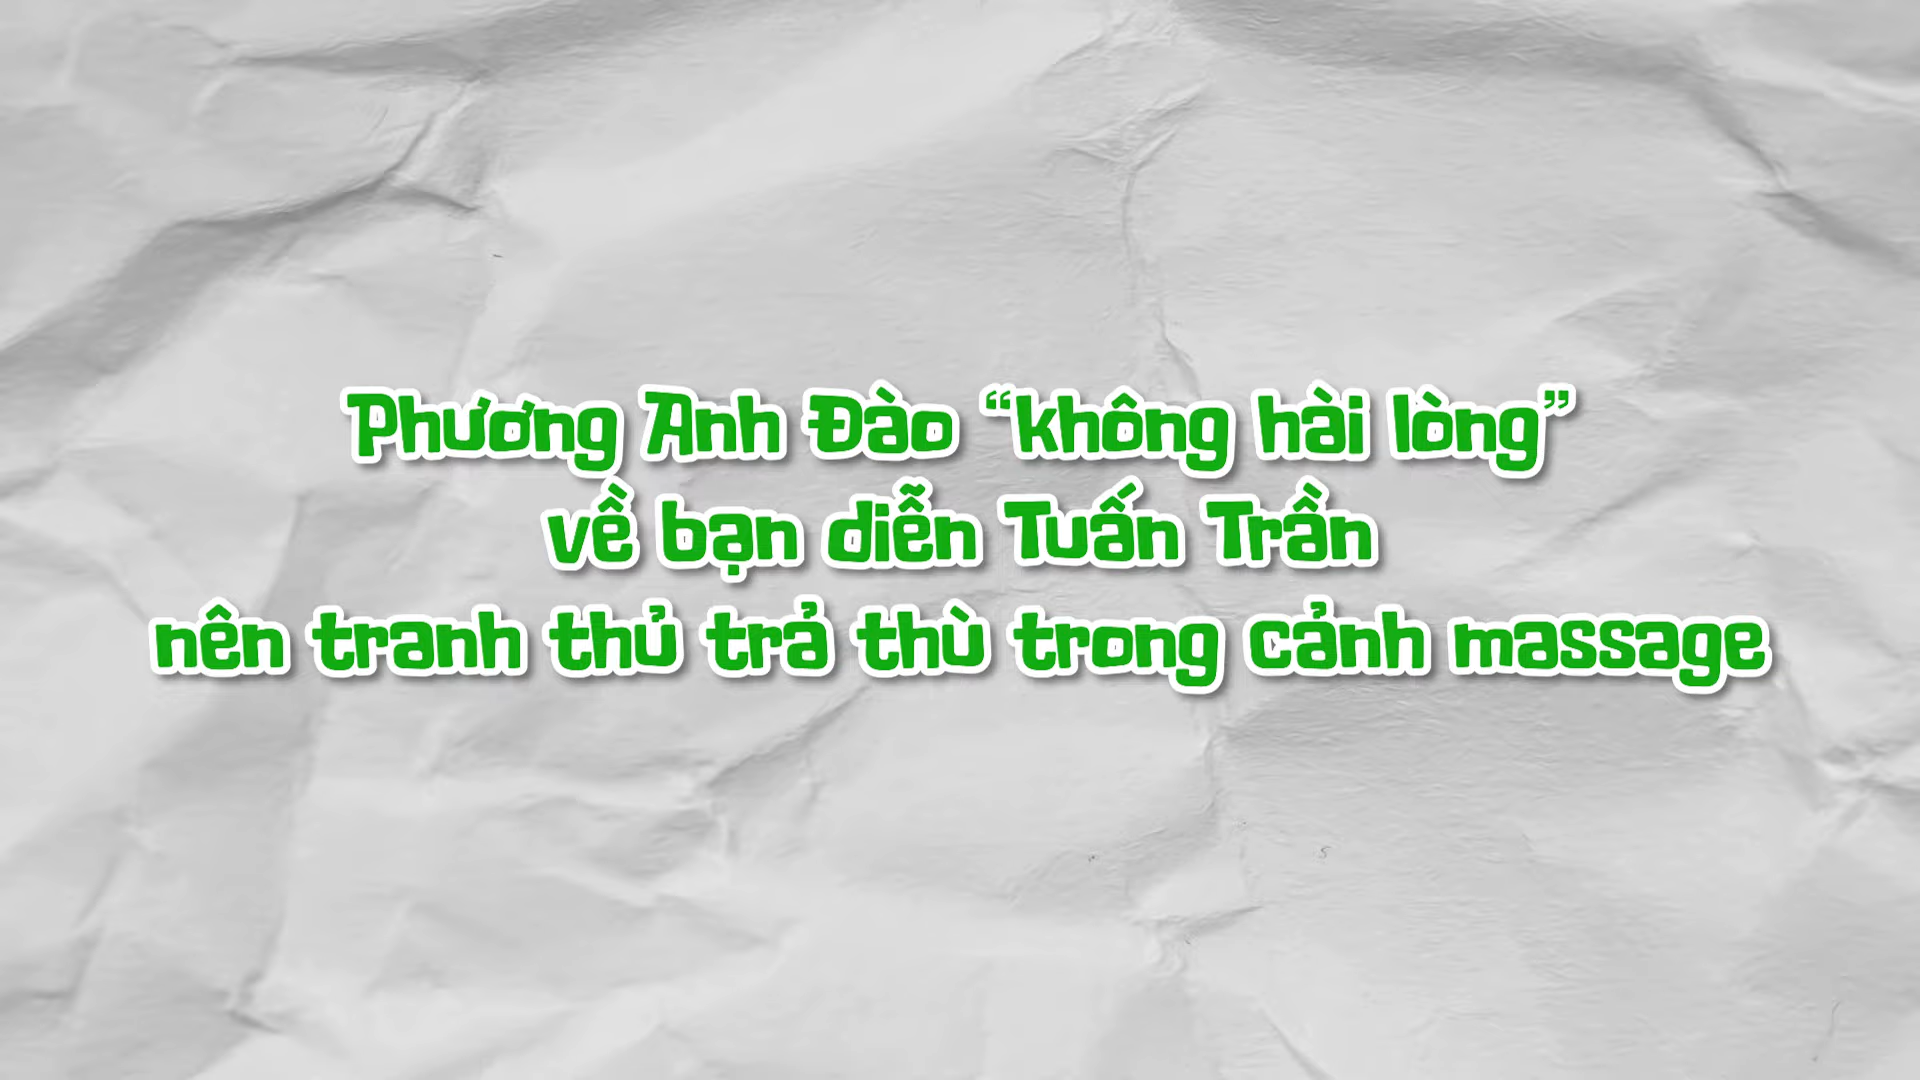 Phương Anh Đào “không hài lòng”
về bạn diễn Tuấn Trần
nên tranh thủ trả thù trong cảnh massage